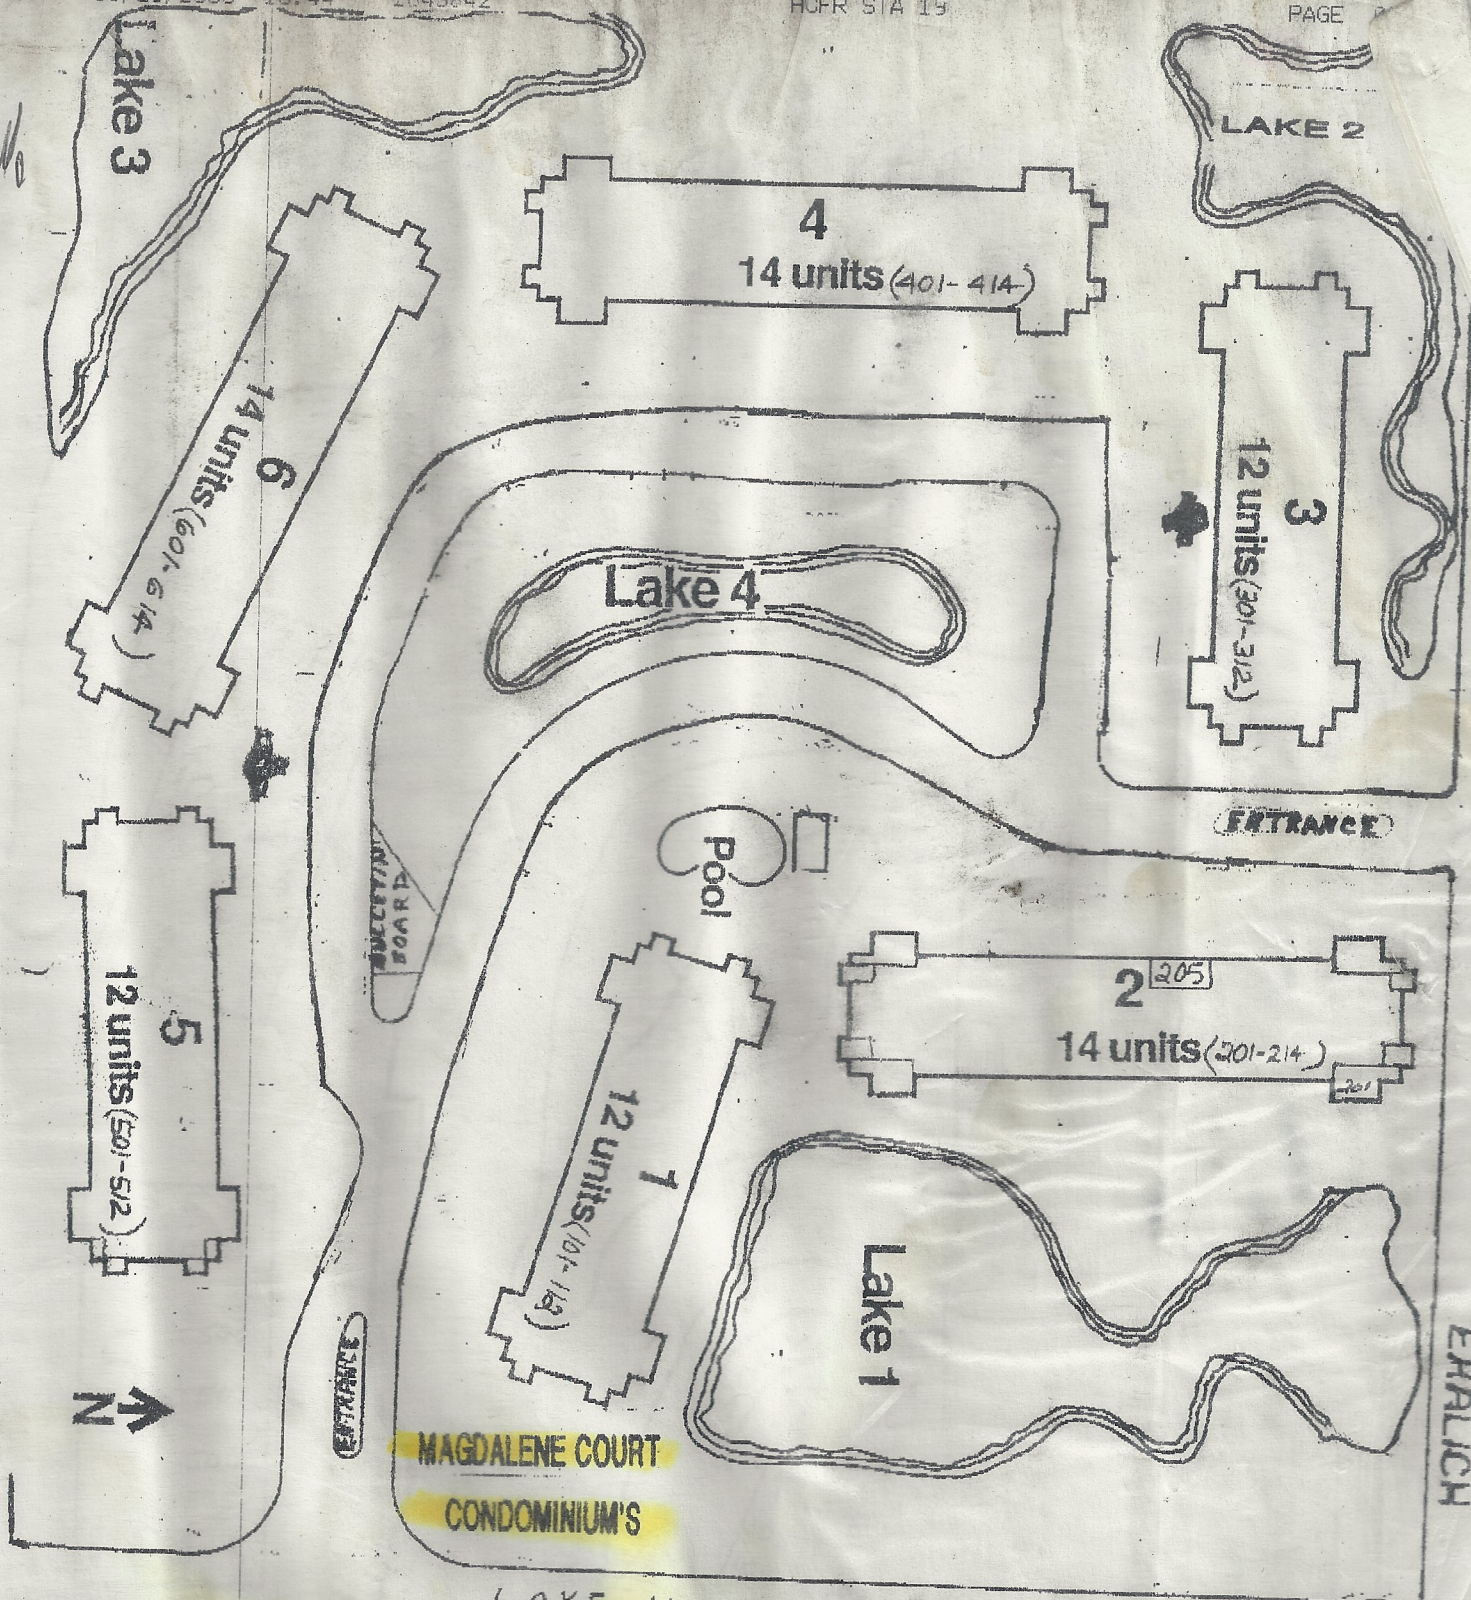 HCFR STA 19
PAGE
Lake 3
LAKE 2
4
14 units (401-414)
6
14 units (601-614)
3
12 units (301-312)
Lake 4
ENTRANCE
Pool
BOARD
2
205
14 units (201-214)
201
5
12 units (501-512)
1
12 units (101-112)
Lake 1
ENTRANCE
N
EHRLICH
MAGDALENE COURT
CONDOMINIUM'S